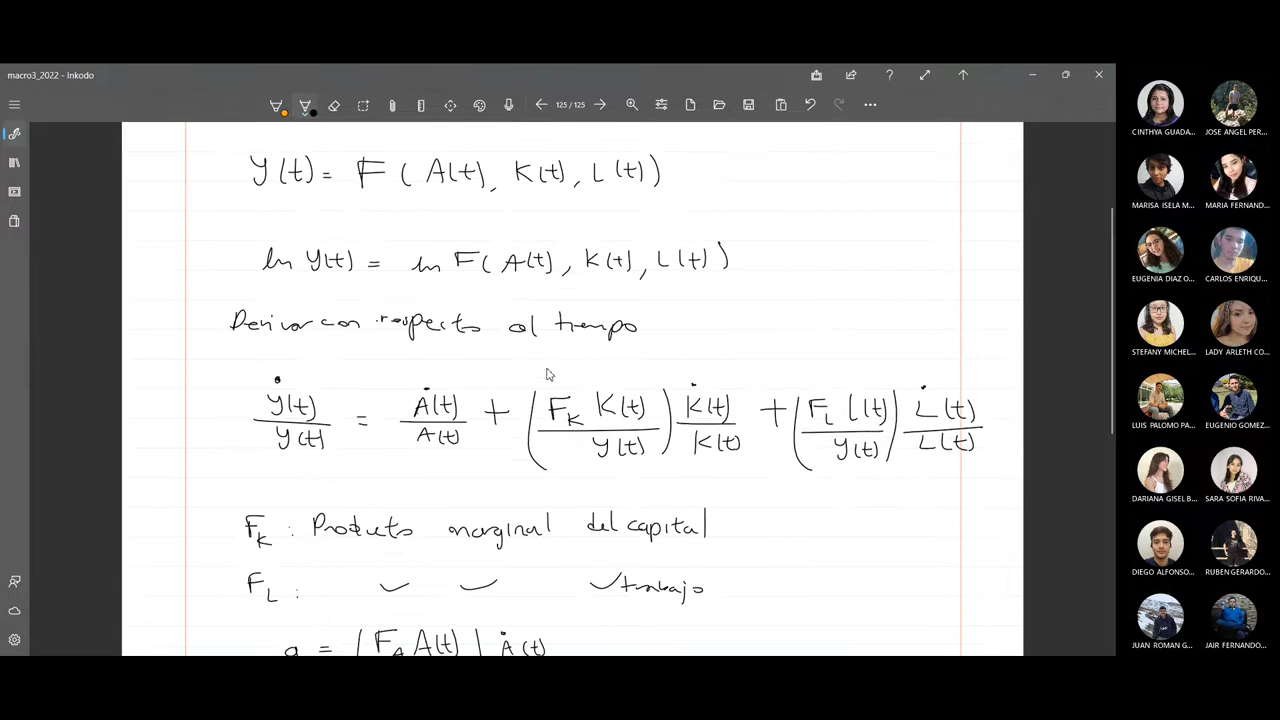 macro3_2022 - Inkodo
125 / 125
Y(t) = F ( A(t), K(t), L(t) )
ln Y(t) = ln F( A(t), K(t), L(t) )
Derivar con respecto al tiempo
Ẏ(t)/Y(t) = Ȧ(t)/A(t) + (F_K K(t)/Y(t)) K̇(t)/K(t) + (F_L L(t)/Y(t)) L̇(t)/L(t)
F_K : Producto marginal del capital
F_L : ✓ ✓ ✓ trabajo
g = ( F_A A(t) ) Ȧ(t)
CINTHYA GUADA...
JOSE ANGEL PER...
MARISA ISELA M...
MARIA FERNAND...
EUGENIA DIAZ O...
CARLOS ENRIQU...
STEFANY MICHEL...
LADY ARLETH CO...
LUIS PALOMO PA...
EUGENIO GOMEZ...
DARIANA GISEL B...
SARA SOFIA RIVA...
DIEGO ALFONSO...
RUBEN GERARDO...
JUAN ROMAN G...
JAIR FERNANDO...